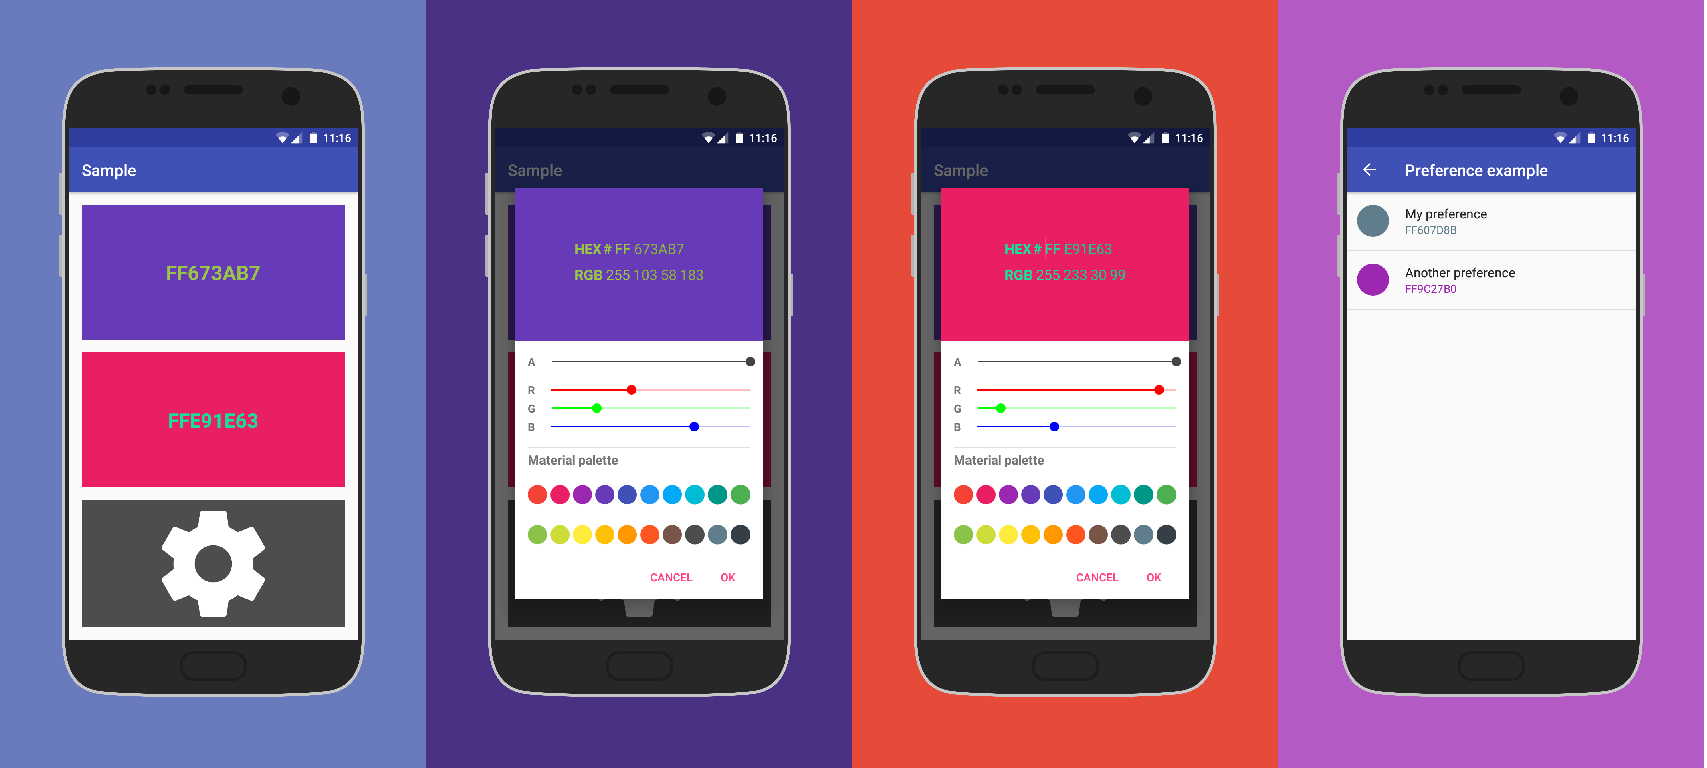 11:16
Sample
FF673AB7
FFE91E63
11:16
Sample
HEX # FF 673AB7
RGB 255 103 58 183
A
R
G
B
Material palette
CANCEL OK
11:16
Sample
HEX # FF E91E63
RGB 255 233 30 99
A
R
G
B
Material palette
CANCEL OK
11:16
Preference example
My preference
FF607D8B
Another preference
FF9C27B0